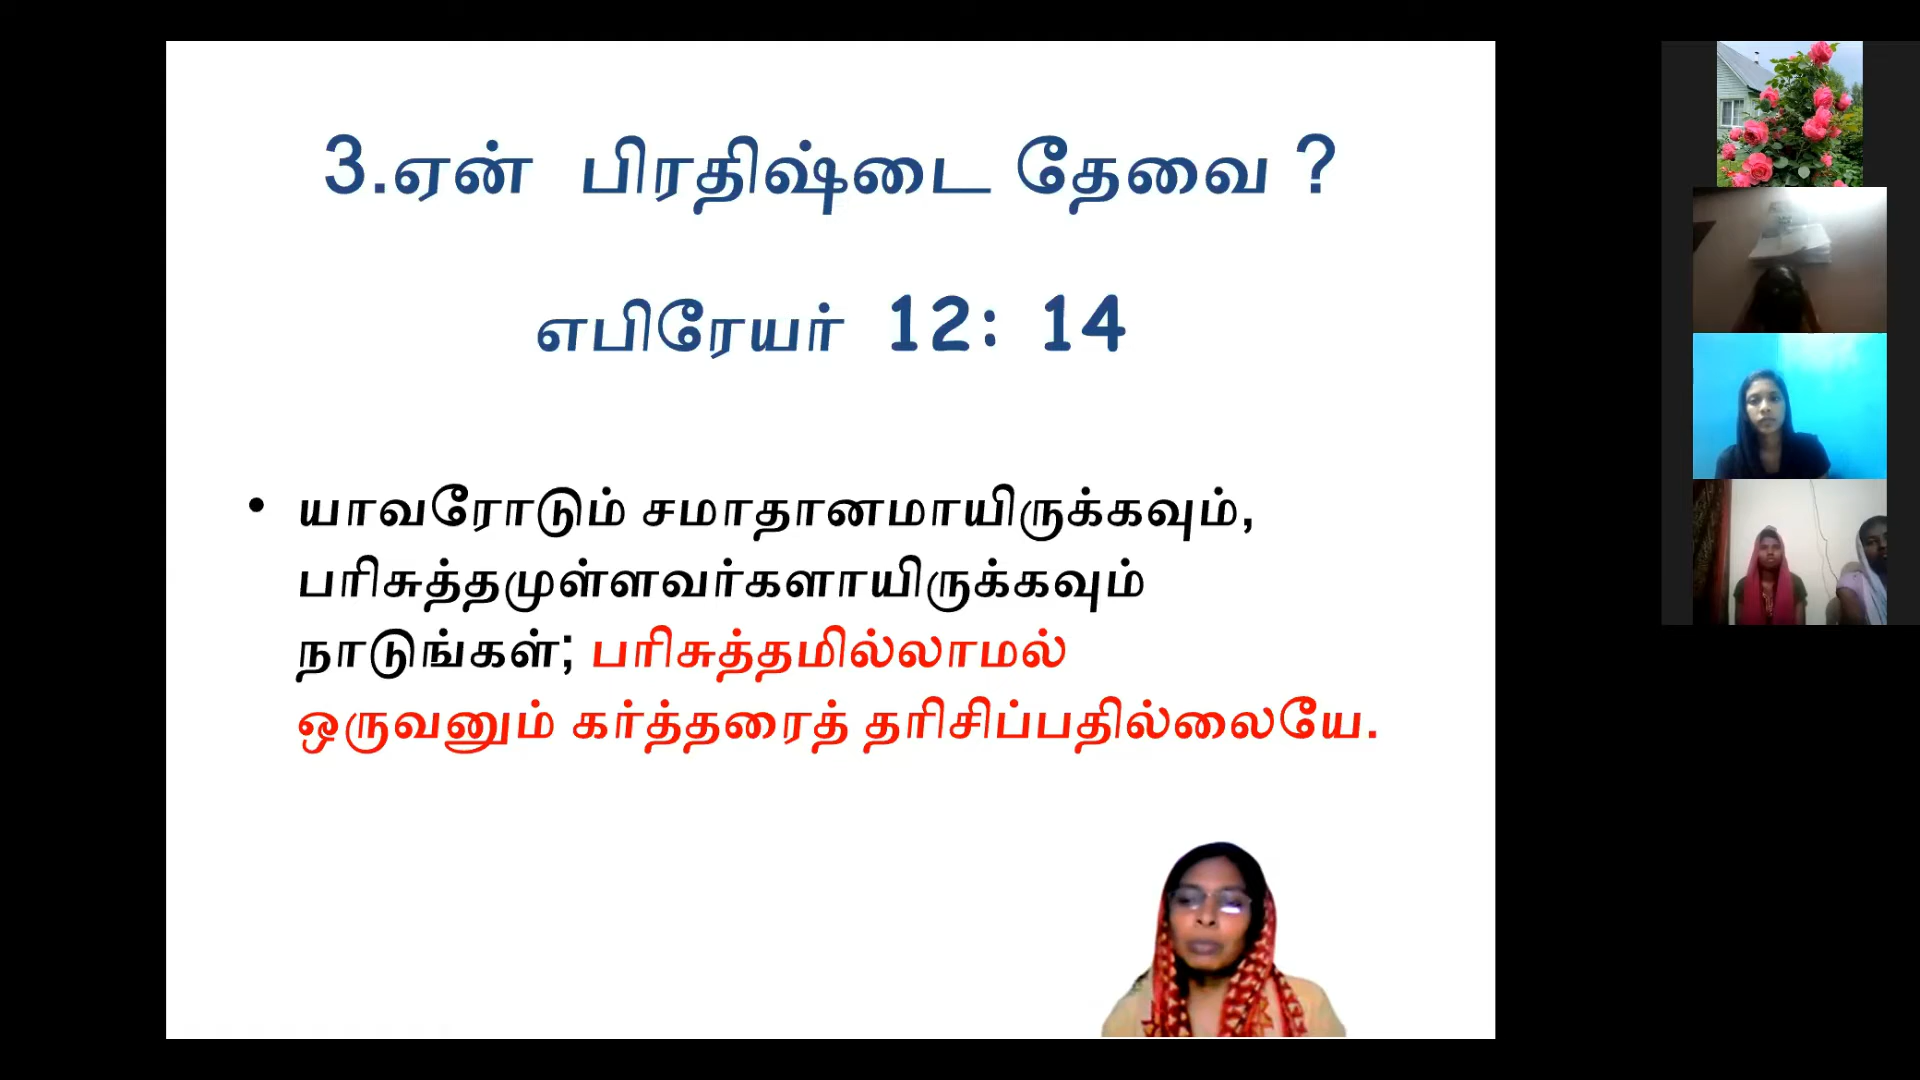 3.ஏன் பிரதிஷ்டை தேவை ?
எபிரேயர் 12: 14
• யாவரோடும் சமாதானமாயிருக்கவும்,
பரிசுத்தமுள்ளவர்களாயிருக்கவும்
நாடுங்கள்; பரிசுத்தமில்லாமல்
ஒருவனும் கர்த்தரைத் தரிசிப்பதில்லையே.